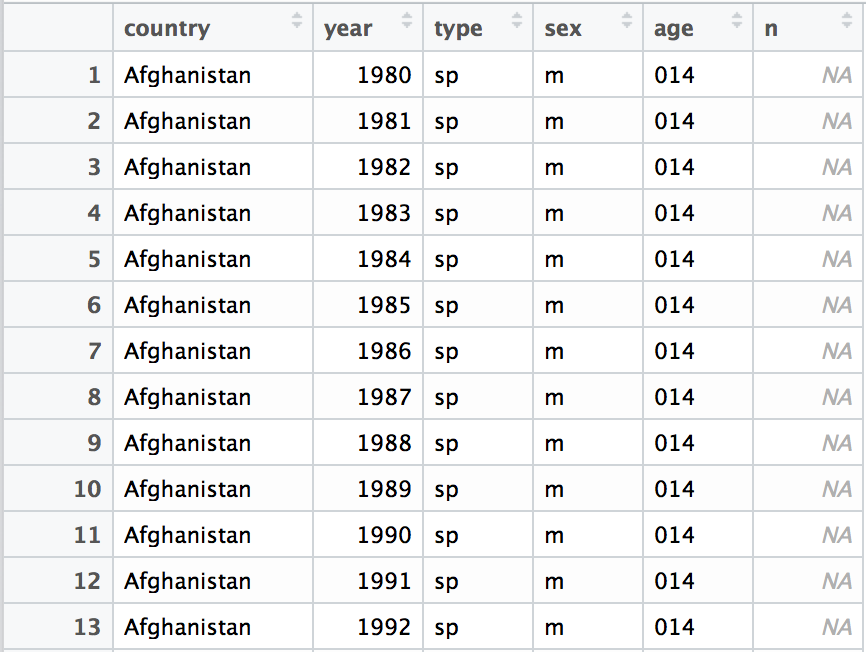 country year type sex age n
1 Afghanistan 1980 sp m 014 NA
2 Afghanistan 1981 sp m 014 NA
3 Afghanistan 1982 sp m 014 NA
4 Afghanistan 1983 sp m 014 NA
5 Afghanistan 1984 sp m 014 NA
6 Afghanistan 1985 sp m 014 NA
7 Afghanistan 1986 sp m 014 NA
8 Afghanistan 1987 sp m 014 NA
9 Afghanistan 1988 sp m 014 NA
10 Afghanistan 1989 sp m 014 NA
11 Afghanistan 1990 sp m 014 NA
12 Afghanistan 1991 sp m 014 NA
13 Afghanistan 1992 sp m 014 NA